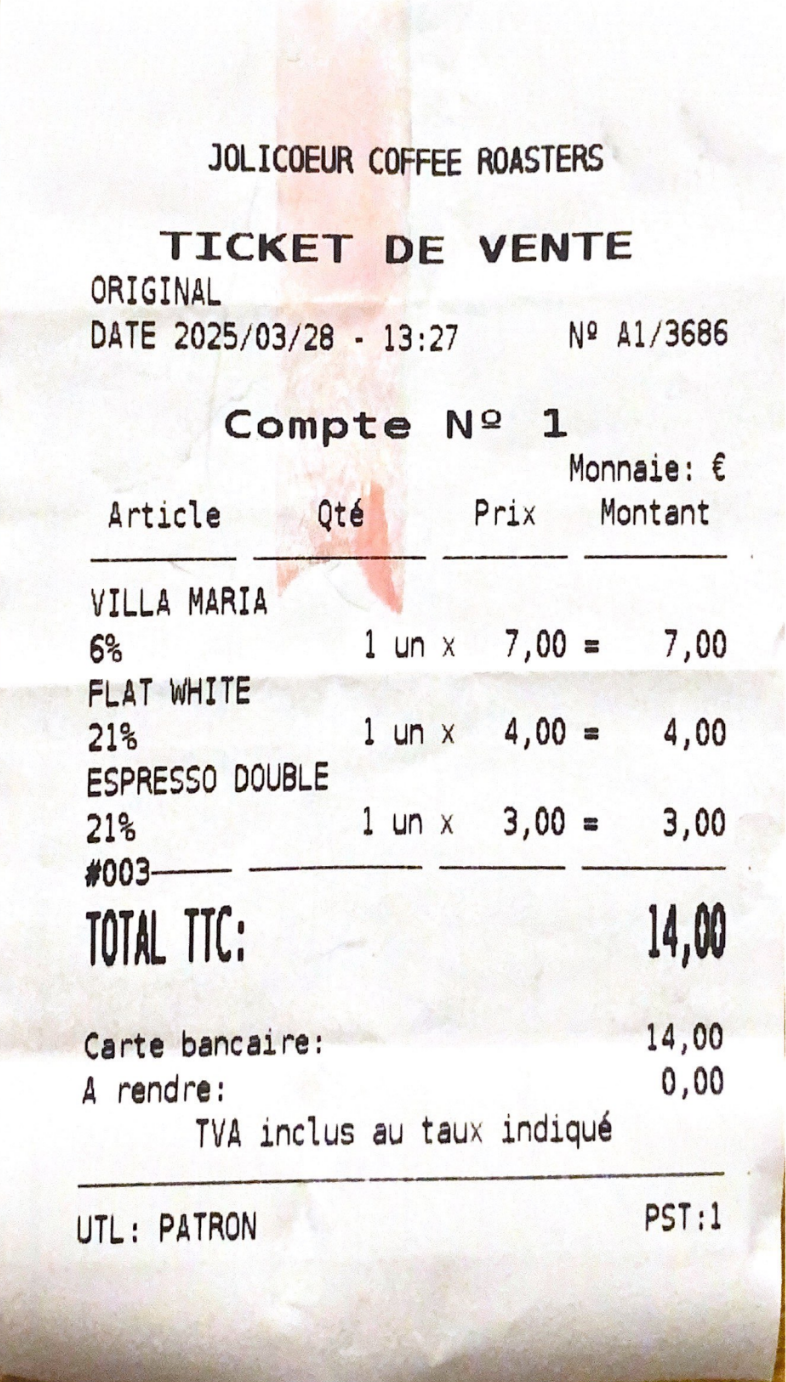 JOLICOEUR COFFEE ROASTERS
TICKET DE VENTE
ORIGINAL
DATE 2025/03/28 - 13:27 Nº A1/3686
Compte Nº 1
Monnaie: €
Article Qté Prix Montant
VILLA MARIA
6% 1 un x 7,00 = 7,00
FLAT WHITE
21% 1 un x 4,00 = 4,00
ESPRESSO DOUBLE
21% 1 un x 3,00 = 3,00
#003
TOTAL TTC: 14,00
Carte bancaire: 14,00
A rendre: 0,00
TVA inclus au taux indiqué
UTL: PATRON PST:1